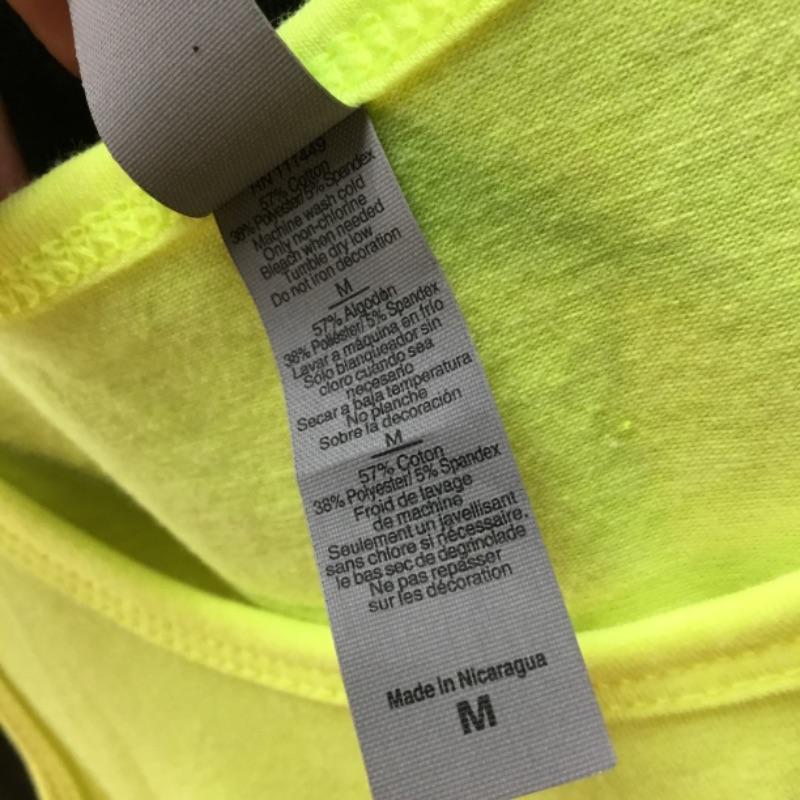 RN 111449
57% Cotton
38% Polyester/ 5% Spandex
Machine wash cold
Only non-chlorine
Bleach when needed
Tumble dry low
Do not iron decoration
M
57% Algodón
38% Poliéster/ 5% Spandex
Lavar a máquina en frío
Sólo blanqueador sin
cloro cuando sea
necesario
Secar a baja temperatura
No planche
Sobre la decoración
M
57% Coton
38% Polyester/ 5% Spandex
Froid de lavage
de machine
Seulement un javellisant
sans chlore si nécessaire.
le bas sec de degrinolade
Ne pas repasser
sur les décoration
Made In Nicaragua
M